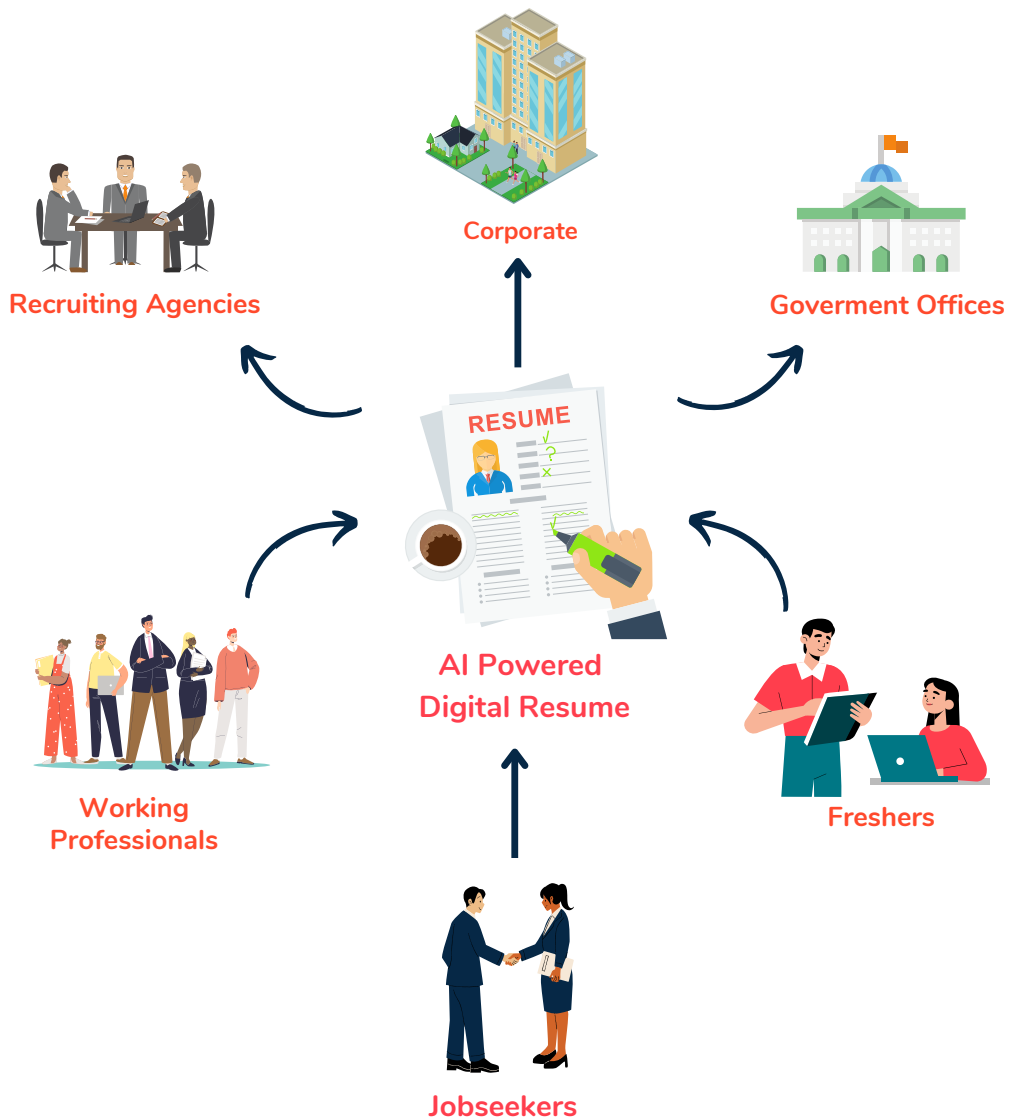 Corporate
Recruiting Agencies
Goverment Offices
RESUME
AI Powered
Digital Resume
Working
Professionals
Freshers
Jobseekers